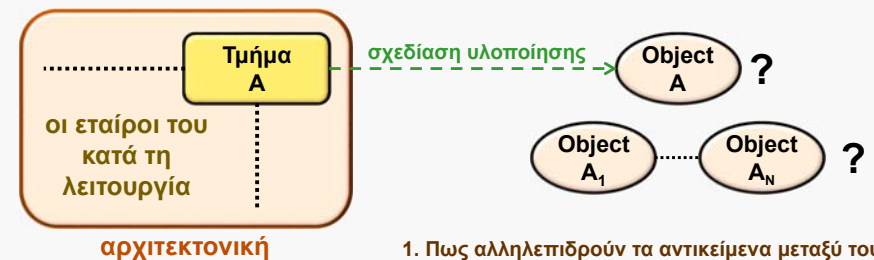 Τμήμα
Α
σχεδίαση υλοποίησης
Object
A
?
οι εταίροι του
κατά τη
λειτουργία
Object
A1
Object
AN
?
αρχιτεκτονική
1. Πως αλληλεπιδρούν τα αντικείμενα μεταξύ